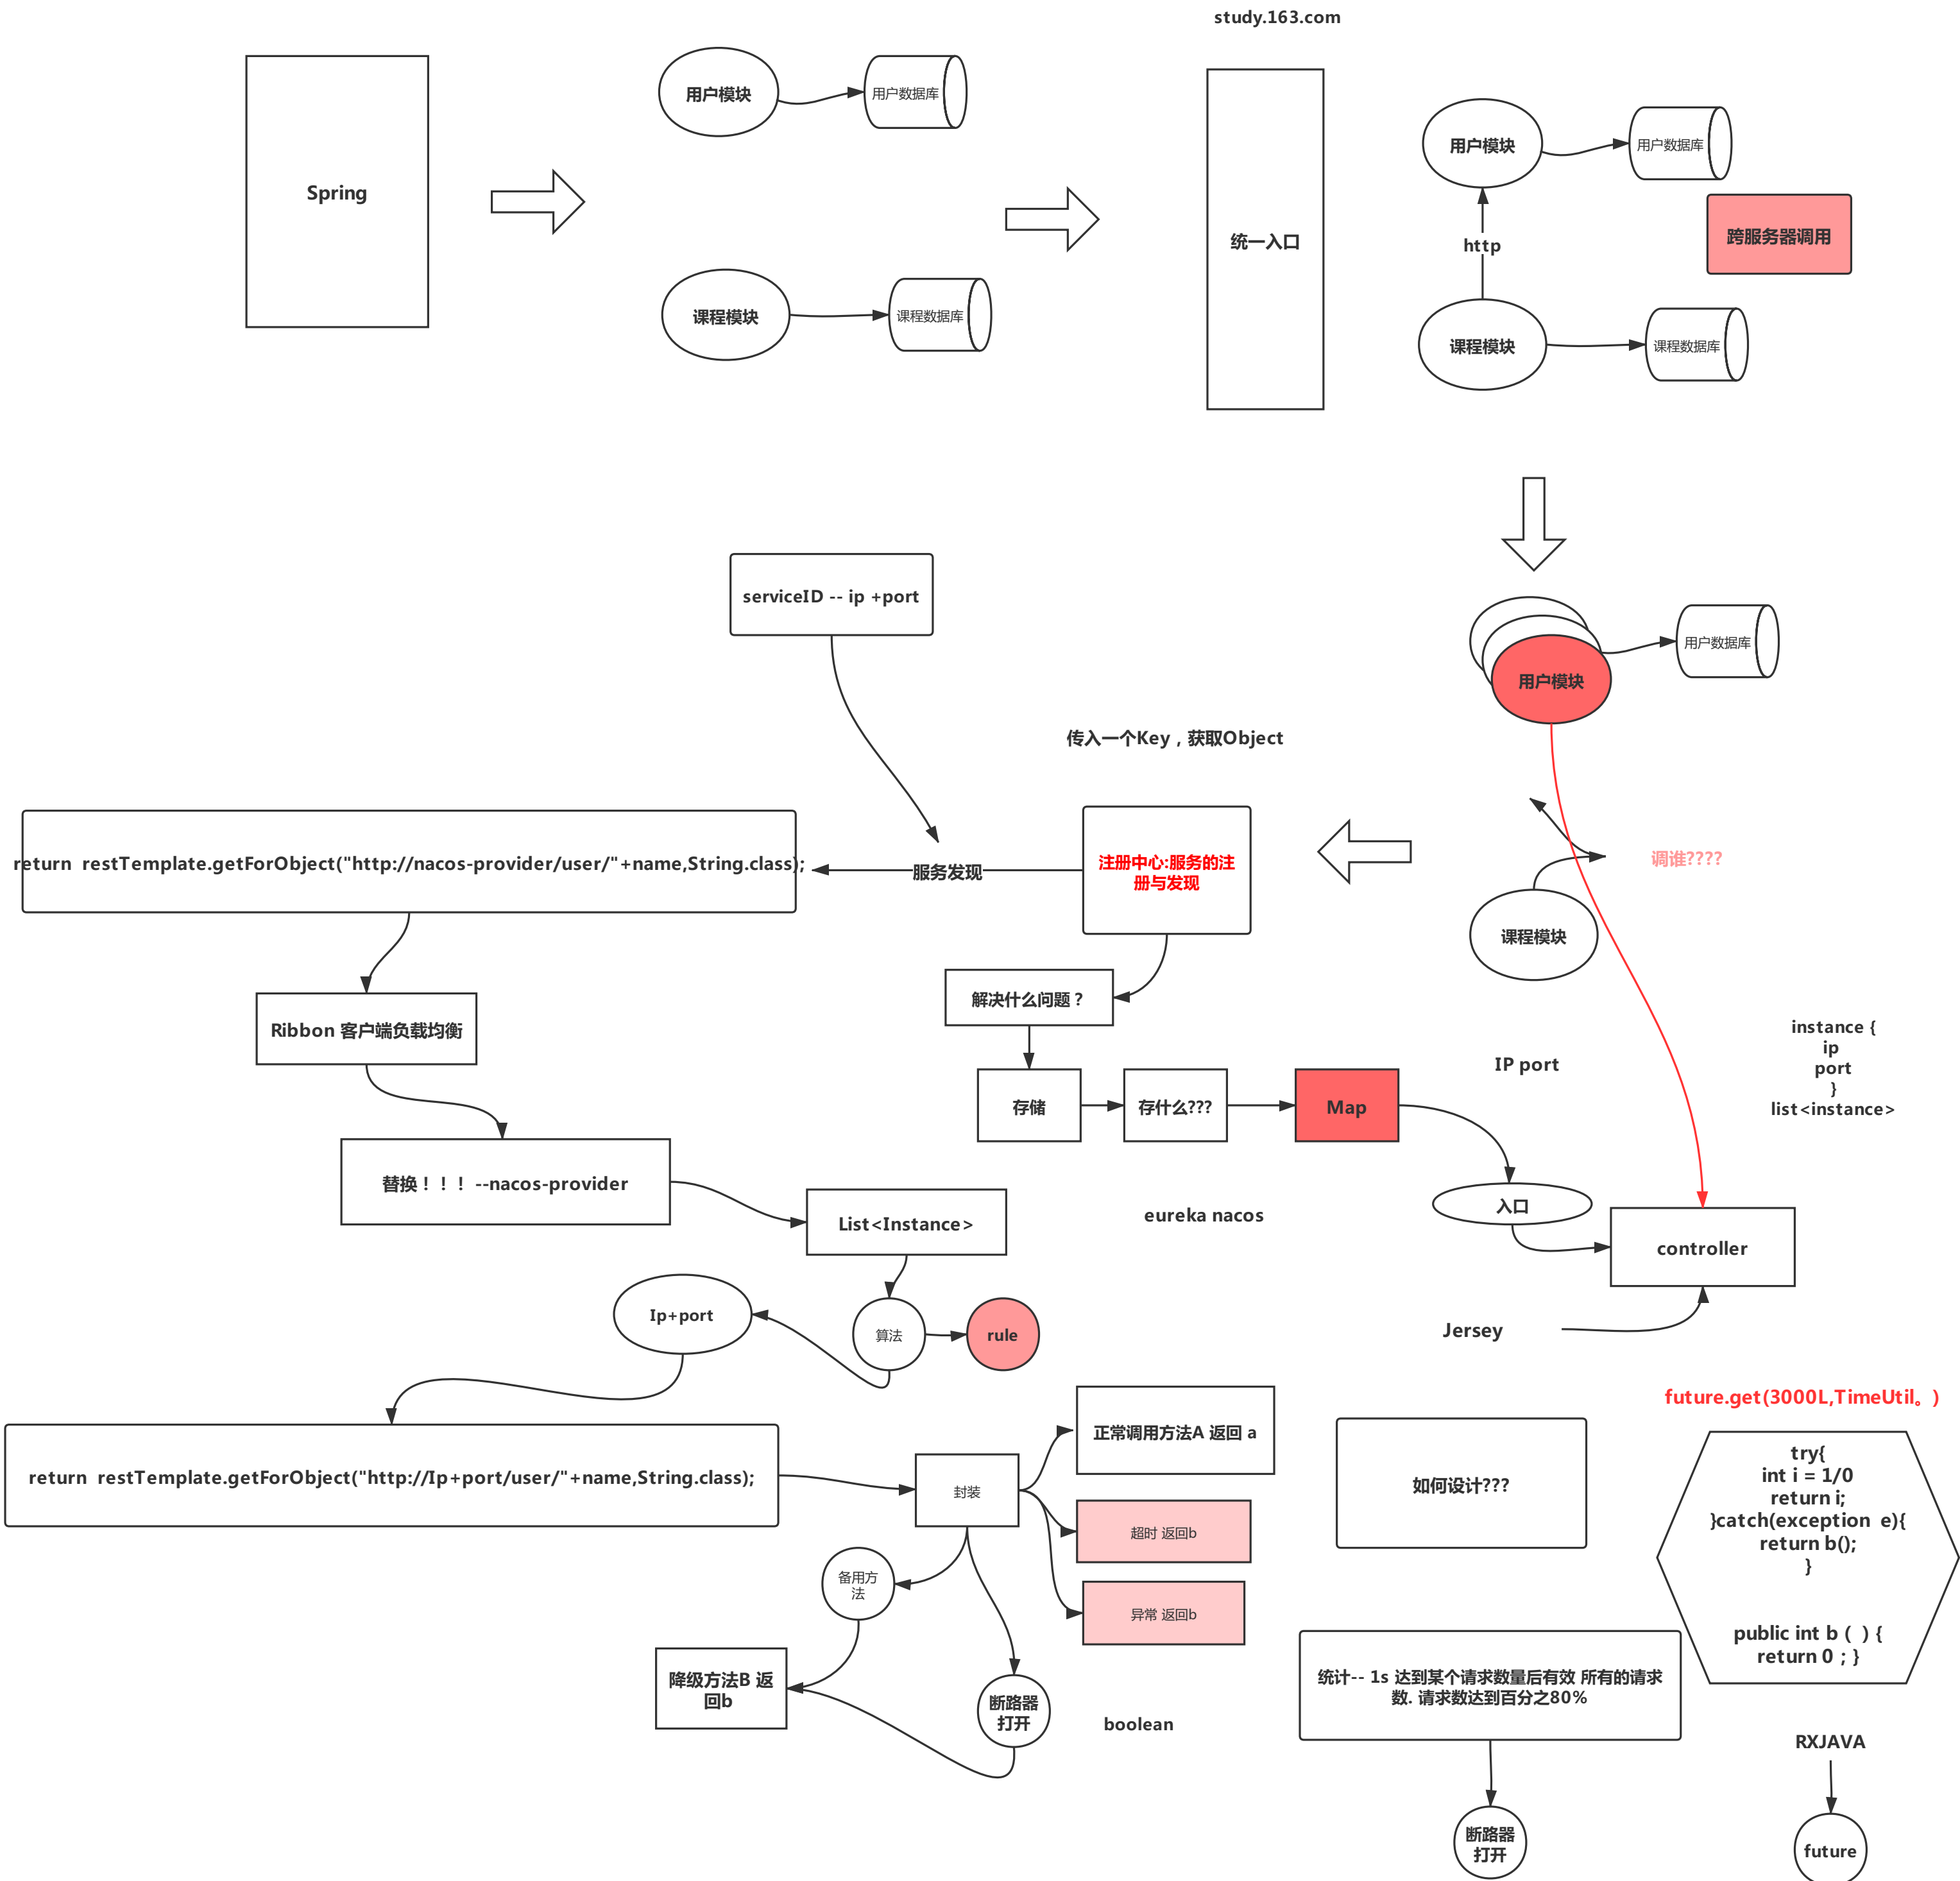 study.163.com
Spring
用户模块
用户数据库
课程模块
课程数据库
统一入口
用户模块
用户数据库
http
跨服务器调用
课程模块
课程数据库
serviceID -- ip +port
用户模块
用户数据库
传入一个Key，获取Object
return  restTemplate.getForObject("http://nacos-provider/user/"+name,String.class);
服务发现
注册中心:服务的注
册与发现
调谁????
课程模块
解决什么问题？
Ribbon 客户端负载均衡
instance {
ip
port
}
list<instance>
IP port
存储
存什么???
Map
替换！！！ --nacos-provider
List<Instance>
eureka nacos
入口
controller
Ip+port
算法
rule
Jersey
return  restTemplate.getForObject("http://Ip+port/user/"+name,String.class);
封装
正常调用方法A 返回 a
超时 返回b
异常 返回b
备用方
法
降级方法B 返
回b
断路器
打开
boolean
如何设计???
future.get(3000L,TimeUtil。)
try{
int i = 1/0
return i;
}catch(exception  e){
return b();
}
public int b（ ）{
return 0；}
统计-- 1s 达到某个请求数量后有效 所有的请求
数. 请求数达到百分之80%
断路器
打开
RXJAVA
future